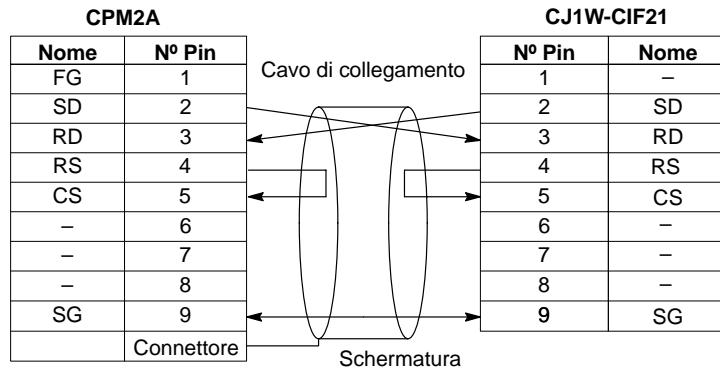 CPM2A CJ1W-CIF21
Nome Nº Pin Nº Pin Nome
FG 1 Cavo di collegamento 1 –
SD 2 2 SD
RD 3 3 RD
RS 4 4 RS
CS 5 5 CS
– 6 6 –
– 7 7 –
– 8 8 –
SG 9 9 SG
Connettore
Schermatura